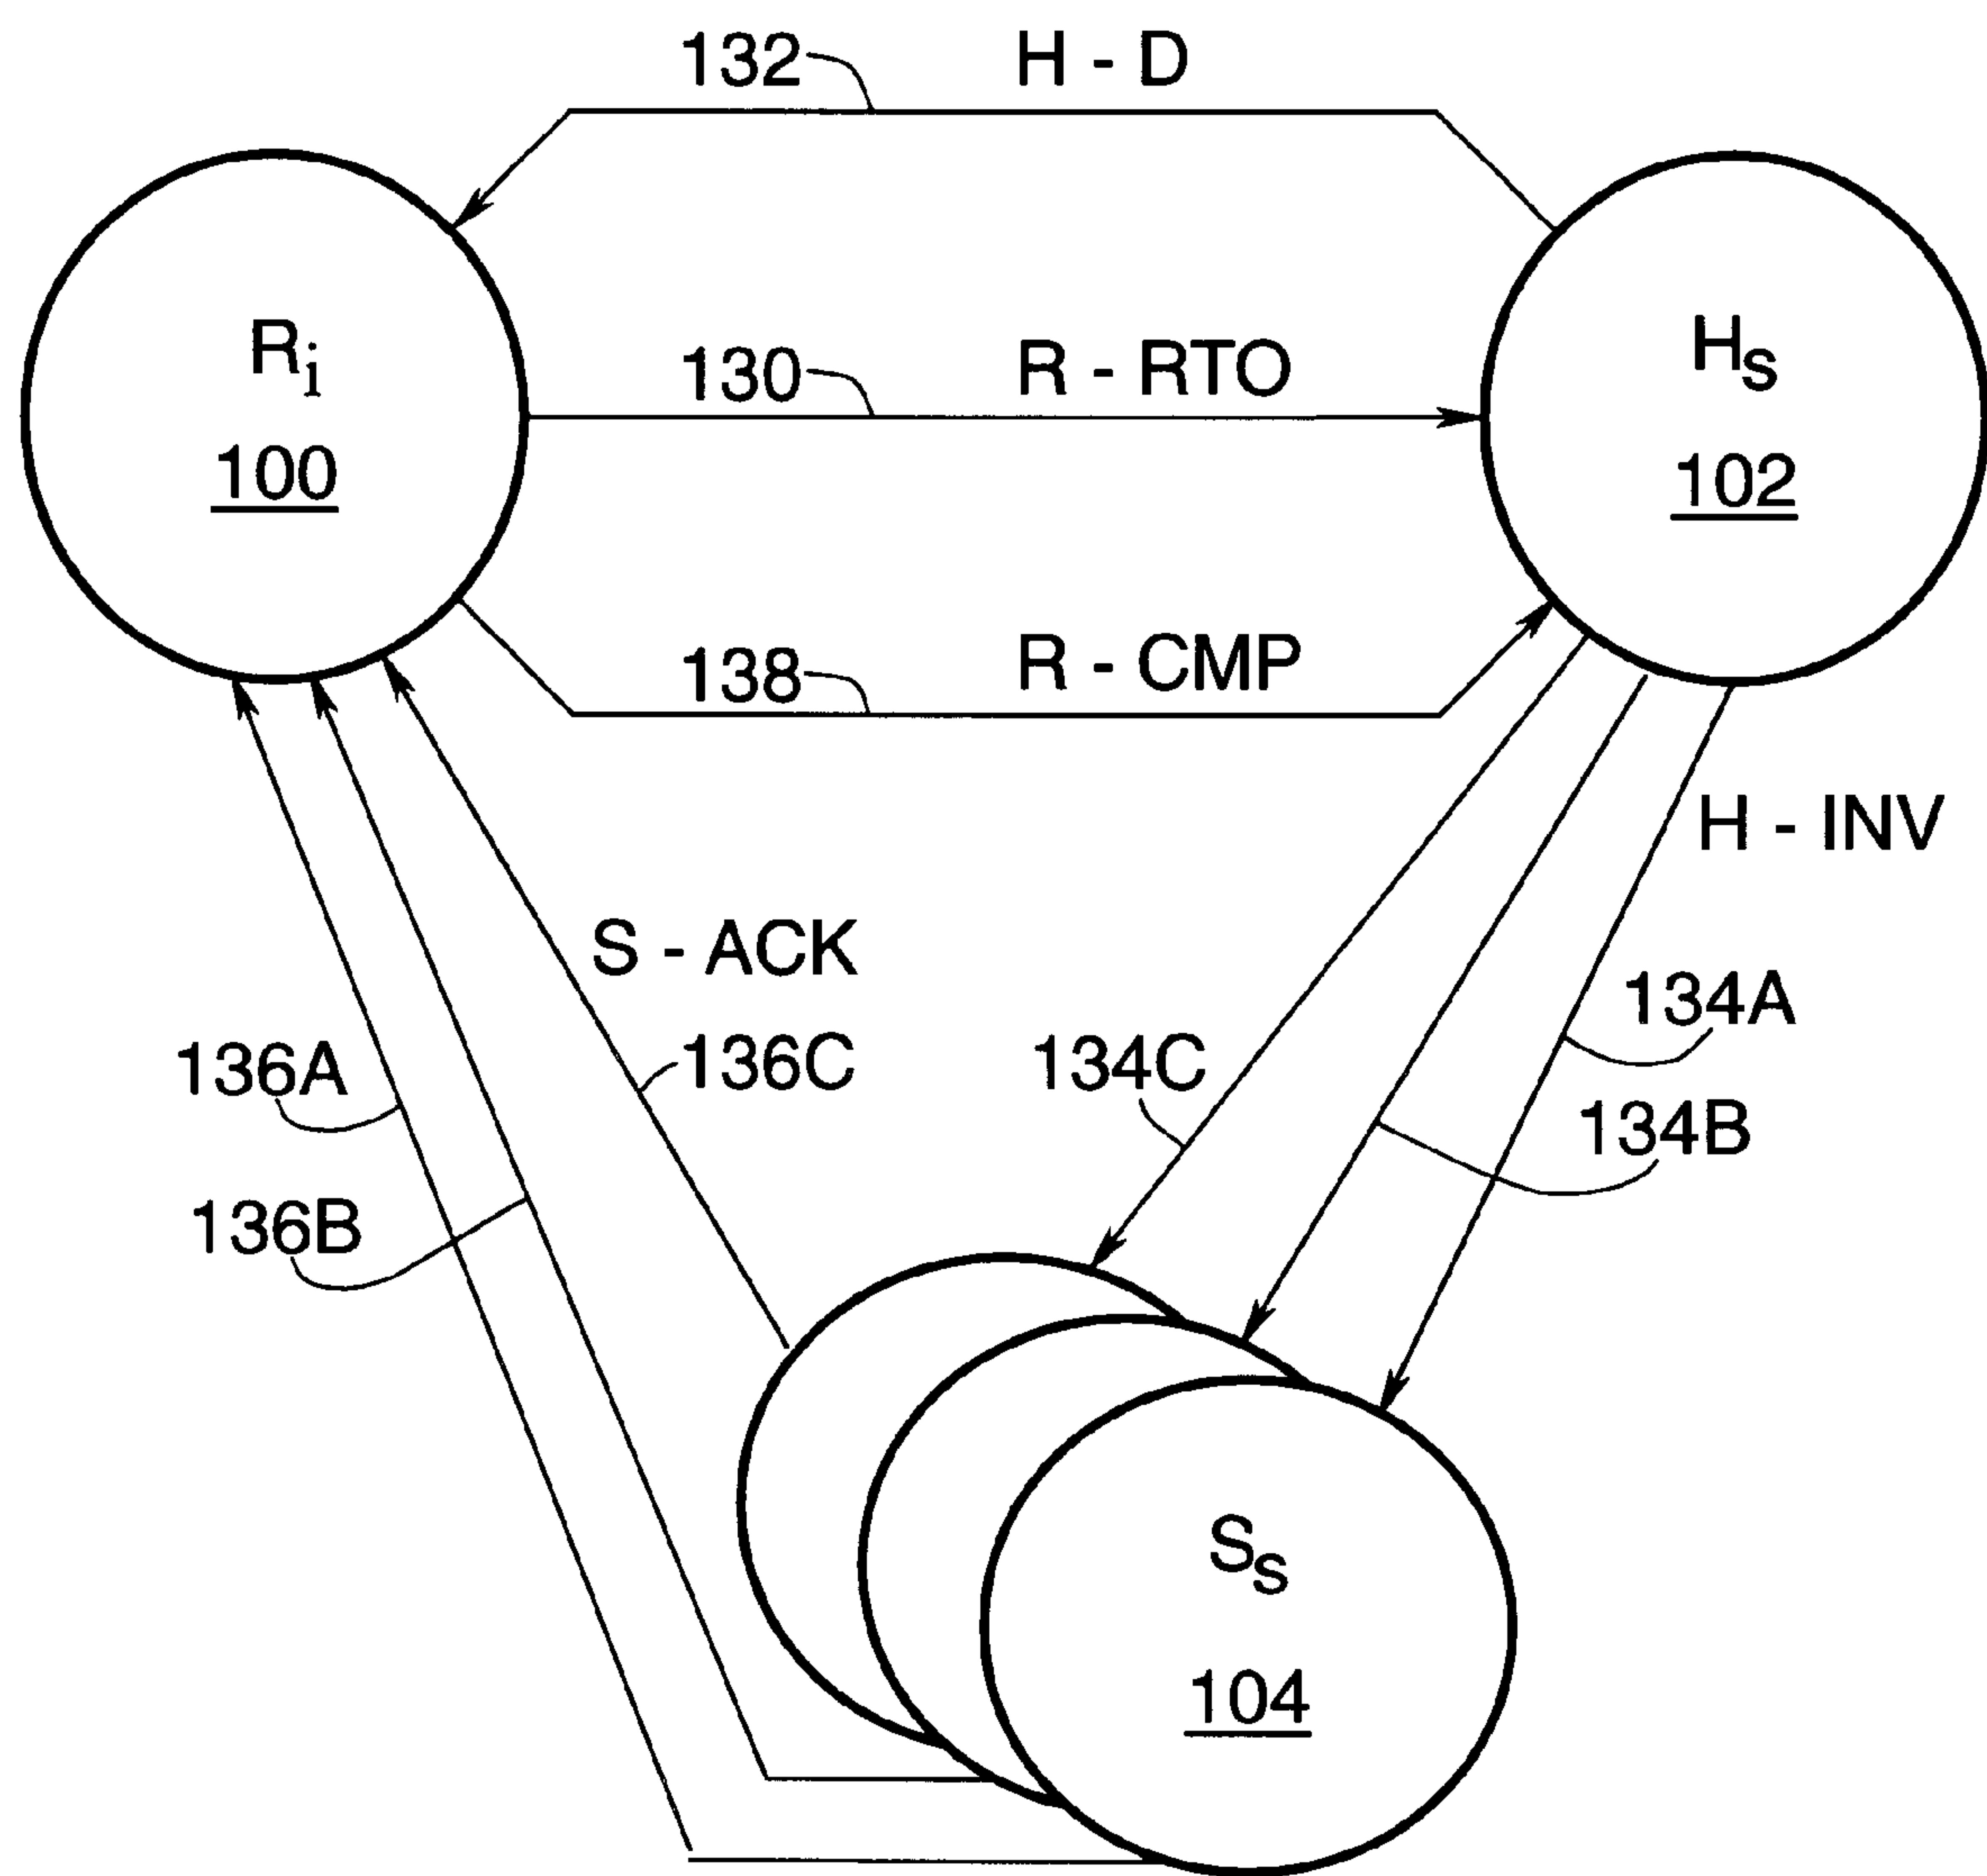 132 H - D
Ri
100
130 R - RTO
Hs
102
138 R - CMP
H - INV
S - ACK
134A
136A
136C
134C
134B
136B
Ss
104